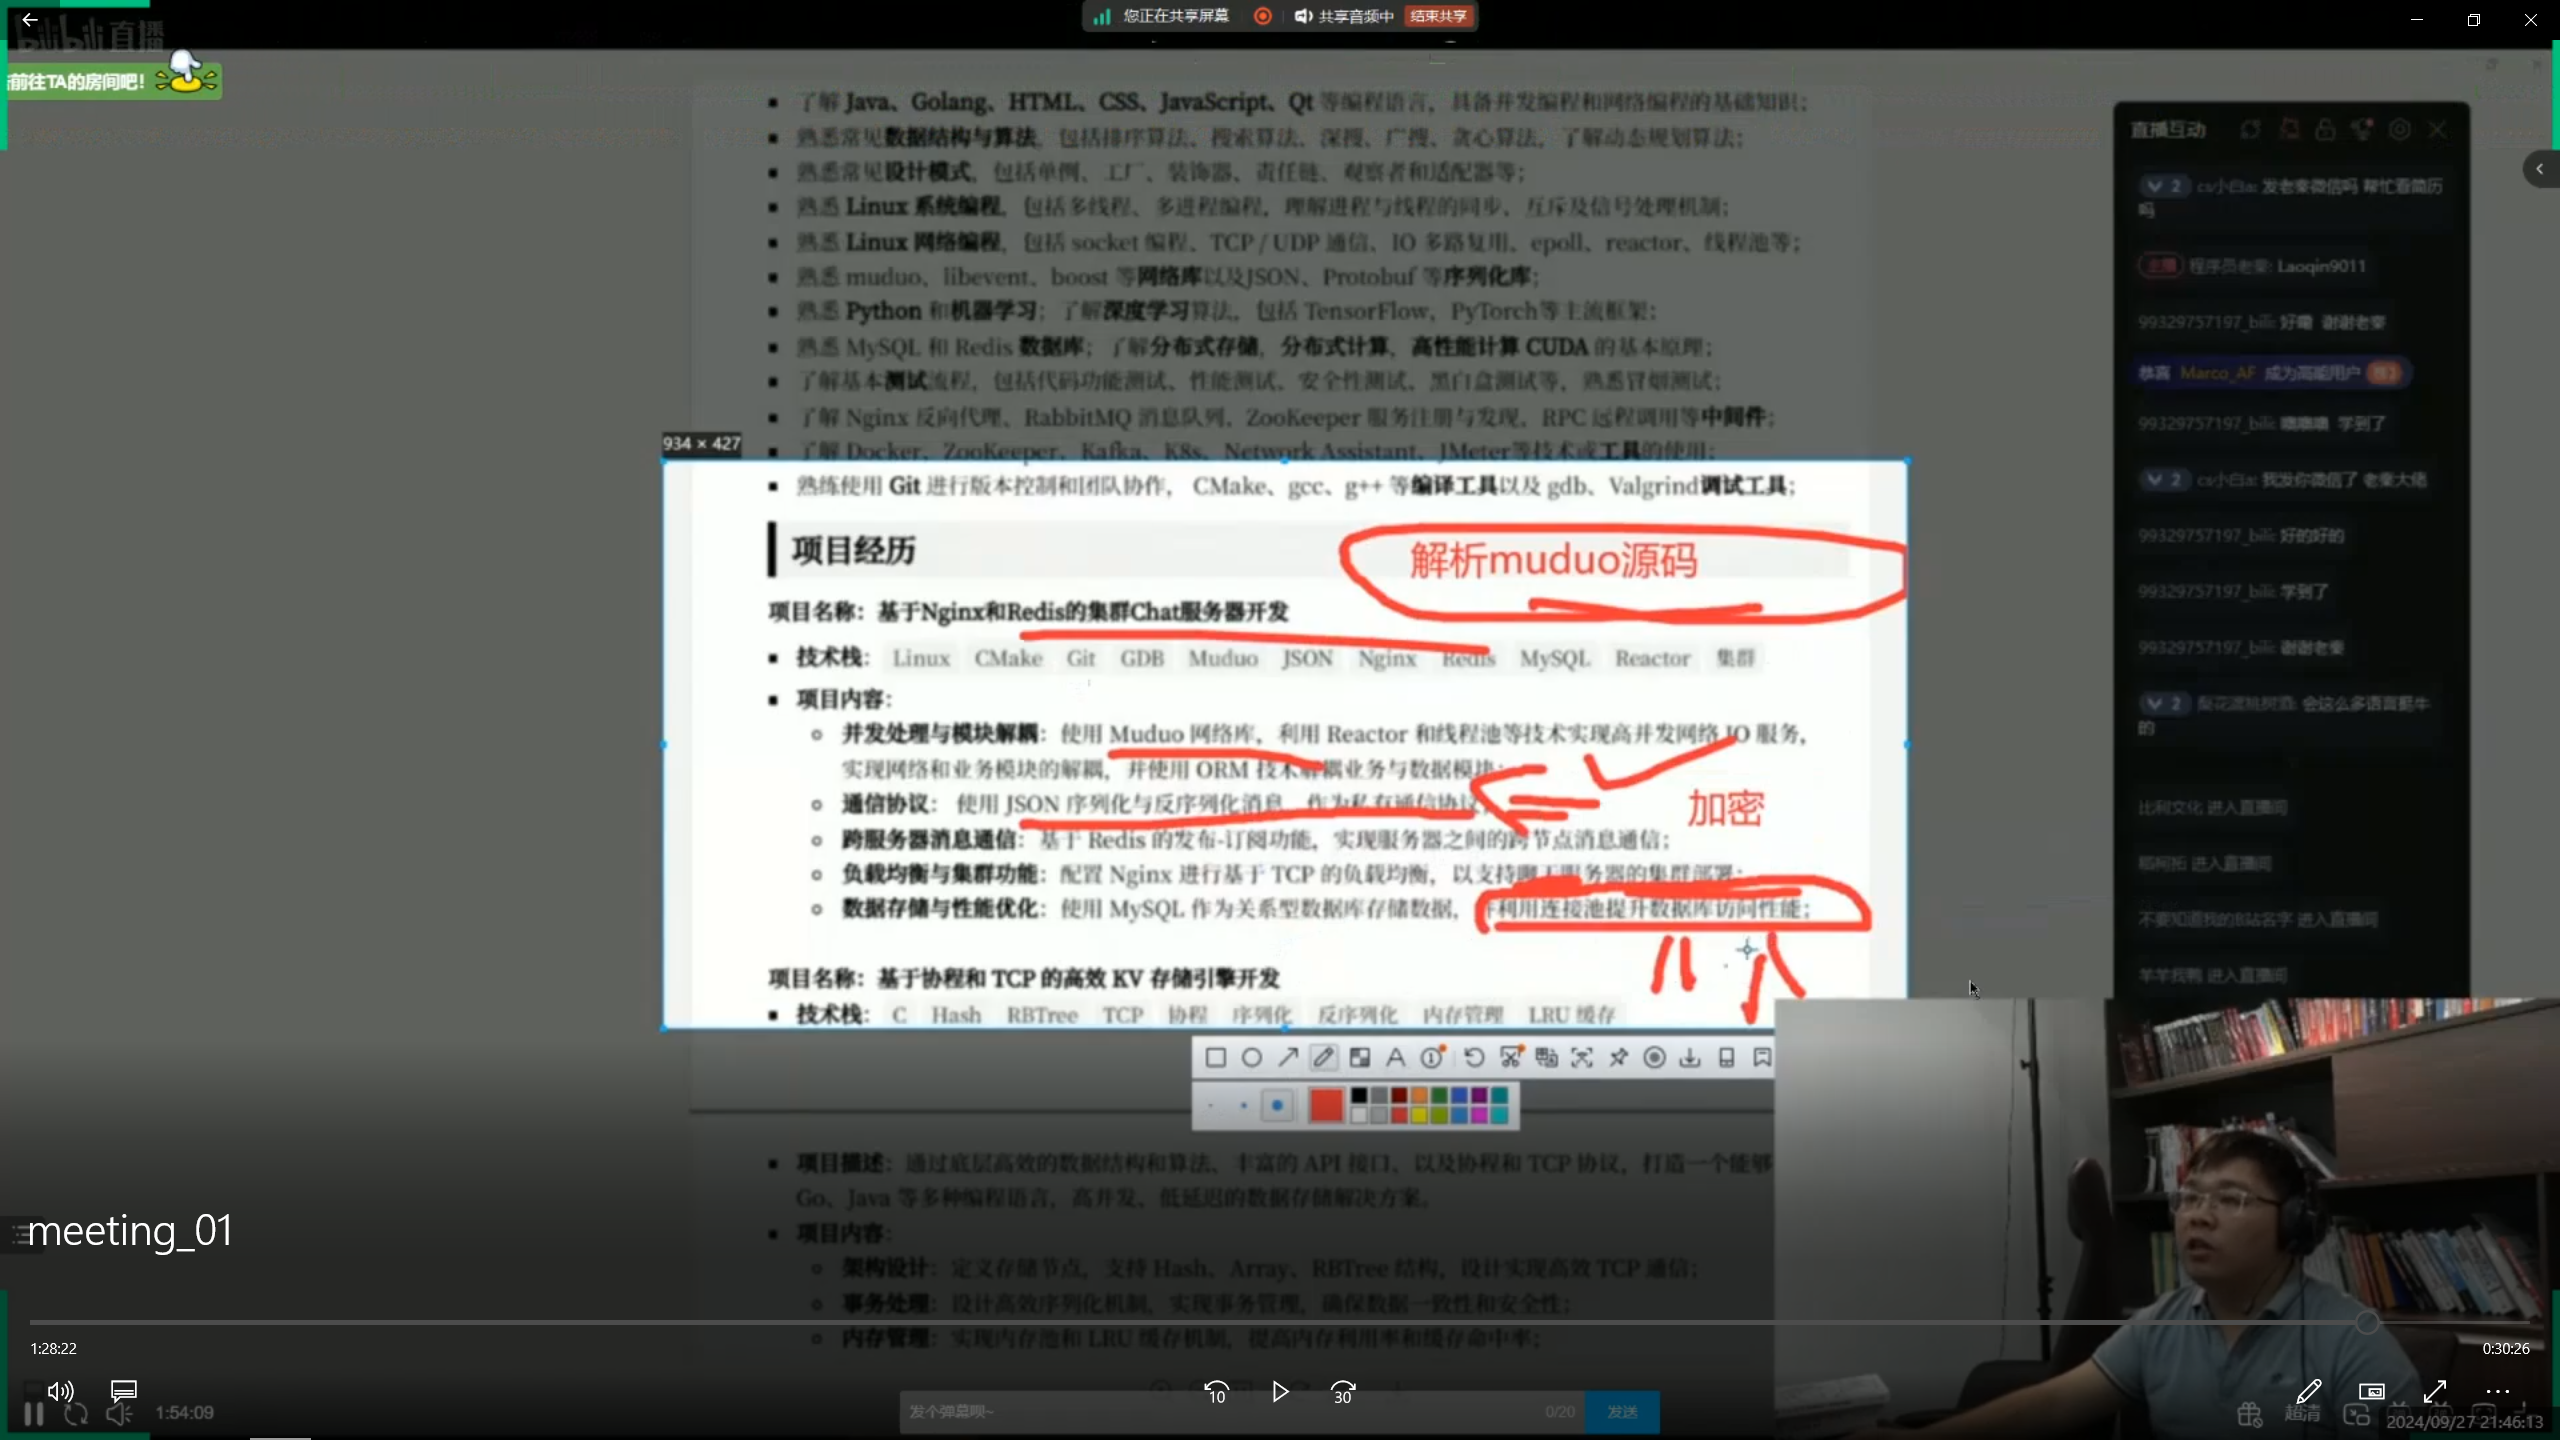 您正在共享屏幕
共享音频中
结束共享
bilibili 直播
前往TA的房间吧!
了解 Java、Golang、HTML、CSS、JavaScript、Qt 等编程语言，具备并发编程和网络编程的基础知识；
熟悉常见数据结构与算法，包括排序算法、搜索算法、深搜、广搜、贪心算法，了解动态规划算法；
熟悉常见设计模式，包括单例、工厂、装饰器、责任链、观察者和适配器等；
熟悉 Linux 系统编程，包括多线程、多进程编程，理解进程与线程的同步、互斥及信号处理机制；
熟悉 Linux 网络编程，包括 socket 编程、TCP / UDP 通信、IO 多路复用、epoll、reactor、线程池等；
熟悉 muduo、libevent、boost 等网络库以及JSON、Protobuf 等序列化库；
熟悉 Python 和机器学习；了解深度学习算法，包括 TensorFlow，PyTorch等主流框架；
熟悉 MySQL 和 Redis 数据库；了解分布式存储，分布式计算，高性能计算 CUDA 的基本原理；
了解基本测试流程，包括代码功能测试、性能测试、安全性测试、黑白盒测试等，熟悉冒烟测试；
了解 Nginx 反向代理、RabbitMQ 消息队列，ZooKeeper 服务注册与发现，RPC 远程调用等中间件；
934 × 427
了解 Docker、ZooKeeper、Kafka、K8s、Network Assistant、JMeter等技术或工具的使用；
熟练使用 Git 进行版本控制和团队协作， CMake、gcc、g++ 等编译工具以及 gdb、Valgrind调试工具；
项目经历
解析muduo源码
项目名称：基于Nginx和Redis的集群Chat服务器开发
技术栈： Linux CMake Git GDB Muduo JSON Nginx Redis MySQL Reactor 集群
项目内容：
并发处理与模块解耦：使用 Muduo 网络库，利用 Reactor 和线程池等技术实现高并发网络 IO 服务，
实现网络和业务模块的解耦，并使用 ORM 技术解耦业务与数据模块；
通信协议： 使用 JSON 序列化与反序列化消息，作为私有通信协议
加密
跨服务器消息通信：基于 Redis 的发布-订阅功能，实现服务器之间的跨节点消息通信；
负载均衡与集群功能：配置 Nginx 进行基于 TCP 的负载均衡，以支持聊天服务器的集群部署；
数据存储与性能优化：使用 MySQL 作为关系型数据库存储数据，并利用连接池提升数据库访问性能；
项目名称：基于协程和 TCP 的高效 KV 存储引擎开发
技术栈： C Hash RBTree TCP 协程 序列化 反序列化 内存管理 LRU 缓存
项目描述：通过底层高效的数据结构和算法、丰富的 API 接口、以及协程和 TCP 协议，打造一个能够
Go、Java 等多种编程语言，高并发、低延迟的数据存储解决方案。
项目内容：
架构设计：定义存储节点，支持 Hash、Array、RBTree 结构，设计实现高效 TCP 通信；
事务处理：设计高效序列化机制，实现事务管理，确保数据一致性和安全性；
内存管理：实现内存池和 LRU 缓存机制，提高内存利用率和缓存命中率；
直播互动
2 cs小白a: 发老秦微信吗 帮忙看简历
吗
主播 程序员老秦: Laoqin9011
99329757197_bili: 好嘞 谢谢老秦
恭喜 Marco_AF 成为高能用户
99329757197_bili: 嗯嗯嗯 学到了
2 cs小白a: 我发你微信了 老秦大佬
99329757197_bili: 好的好的
99329757197_bili: 学到了
99329757197_bili: 谢谢老秦
2 梨花渡桃树酒: 会这么多语言挺牛
的
比利文化 进入直播间
进入直播间
不要知道我的B站名字 进入直播间
羊羊我鸭 进入直播间
meeting_01
1:28:22
0:30:26
10
30
1:54:09
发个弹幕呗~
0/20
发送
超清
2024/09/27 21:46:13